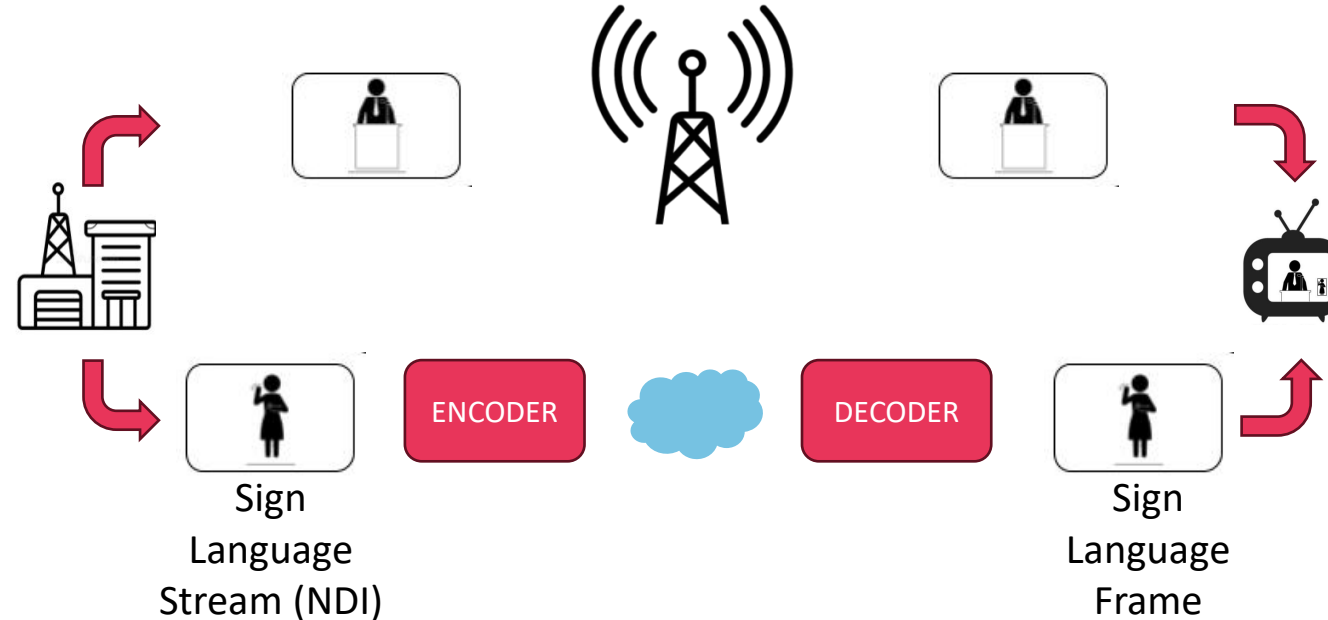 ENCODER
DECODER
Sign
Language
Stream (NDI)
Sign
Language
Frame